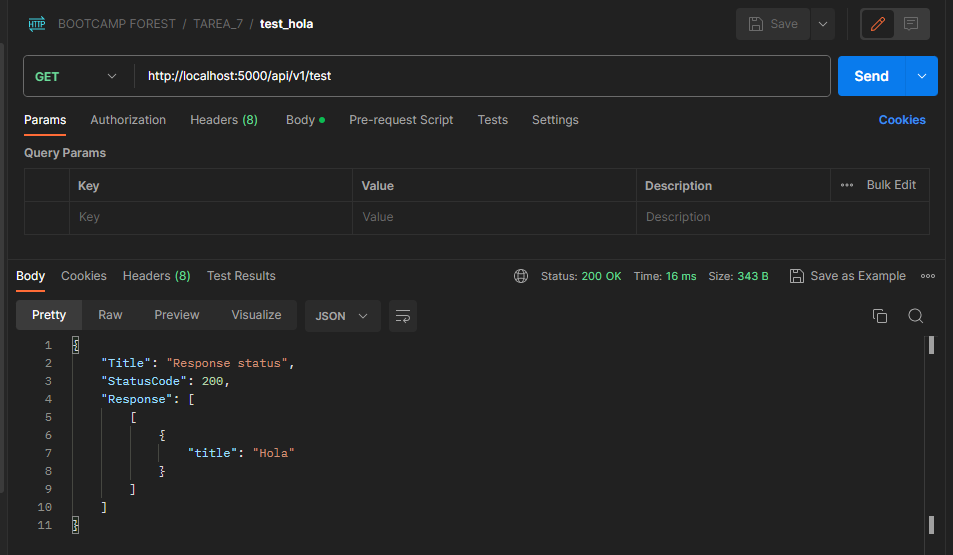 HTTP BOOTCAMP FOREST / TAREA_7 / test_hola Save
GET http://localhost:5000/api/v1/test Send
Params Authorization Headers (8) Body Pre-request Script Tests Settings Cookies
Query Params
Key Value Description ••• Bulk Edit
Key Value Description
Body Cookies Headers (8) Test Results Status: 200 OK Time: 16 ms Size: 343 B Save as Example •••
Pretty Raw Preview Visualize JSON
1 {
2 "Title": "Response status",
3 "StatusCode": 200,
4 "Response": [
5 [
6 {
7 "title": "Hola"
8 }
9 ]
10 ]
11 }